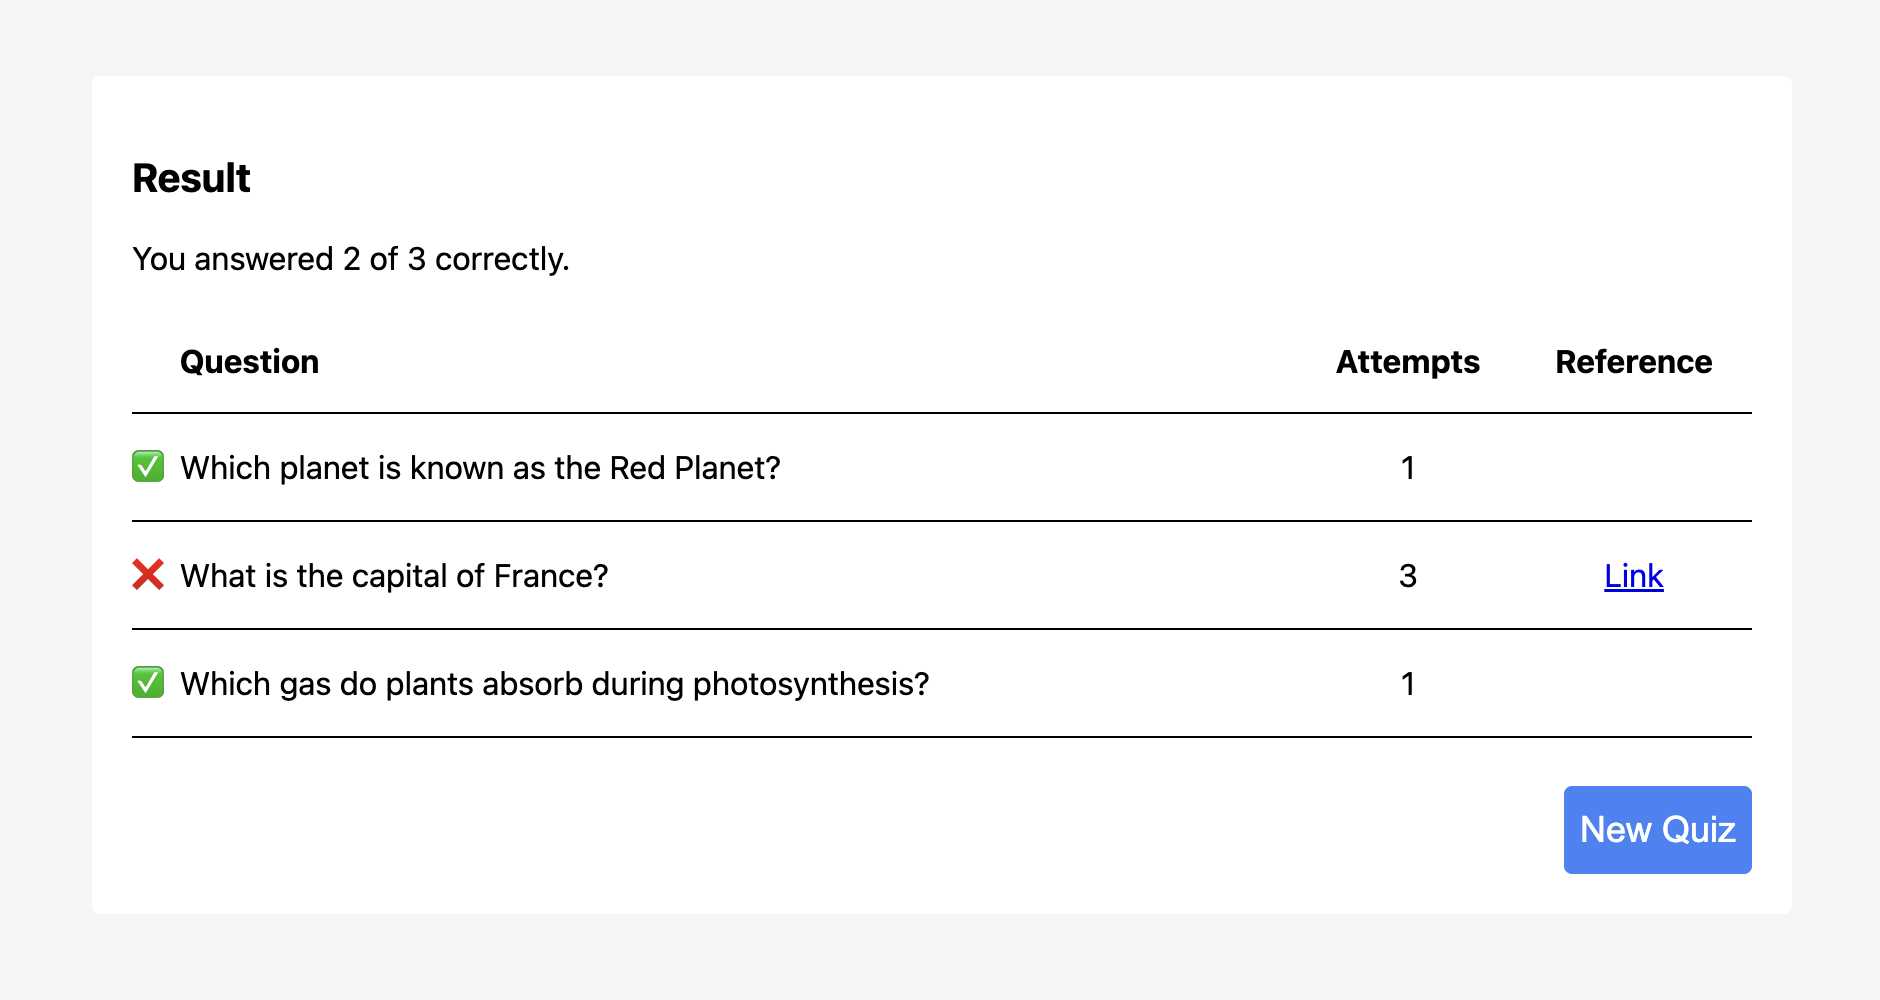 Result
You answered 2 of 3 correctly.
Question Attempts Reference
✅ Which planet is known as the Red Planet? 1
❌ What is the capital of France? 3 Link
✅ Which gas do plants absorb during photosynthesis? 1
New Quiz